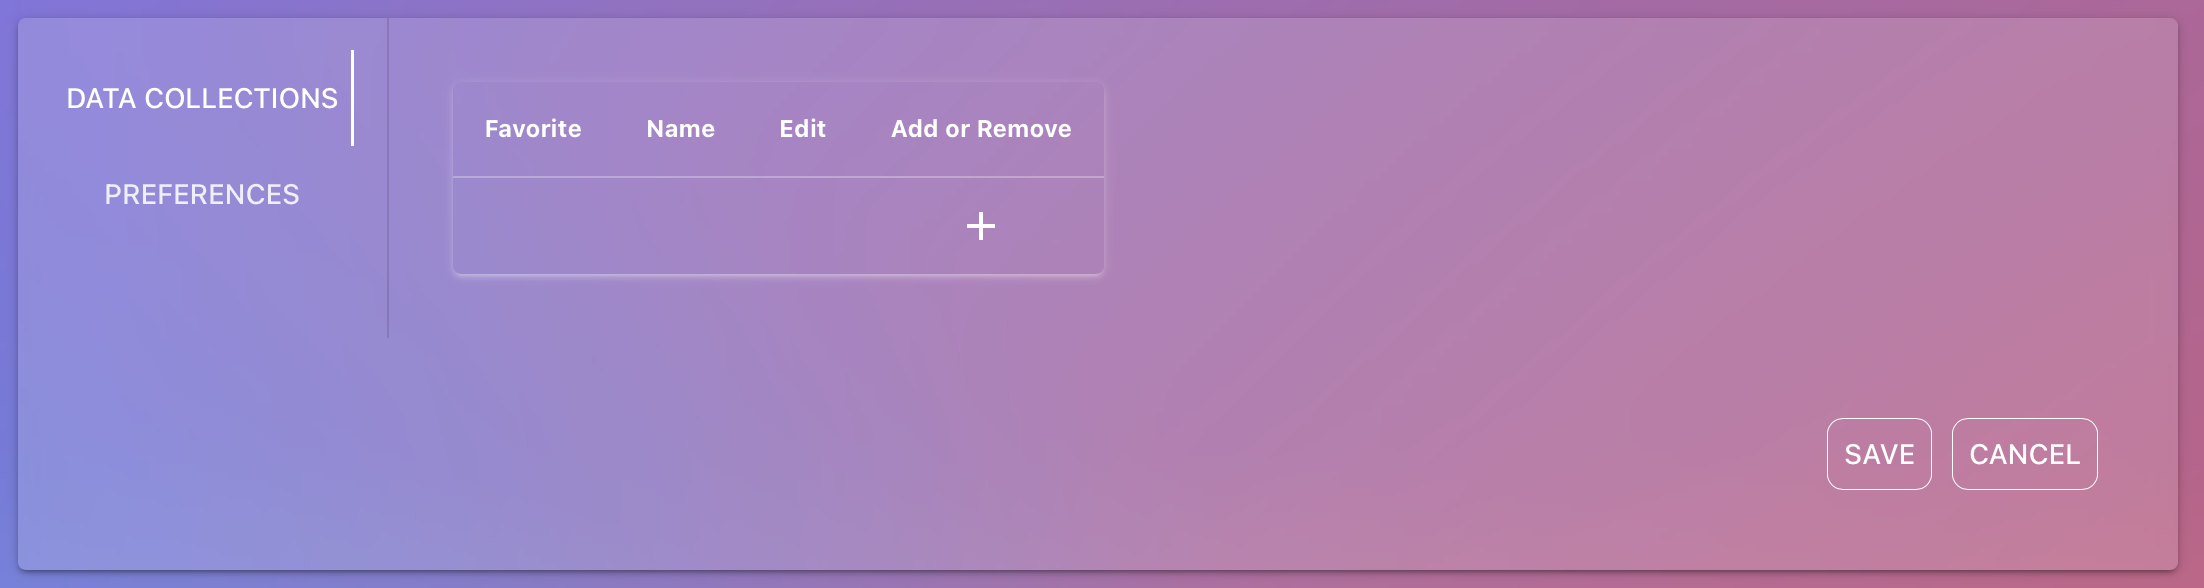 DATA COLLECTIONS
PREFERENCES
Favorite Name Edit Add or Remove
+
SAVE CANCEL